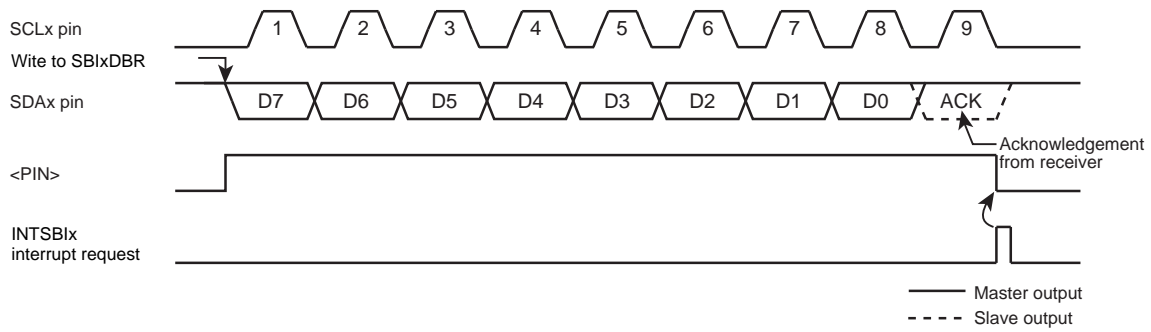 SCLx pin
1 2 3 4 5 6 7 8 9
Wite to SBIxDBR
SDAx pin
D7 D6 D5 D4 D3 D2 D1 D0 ACK
Acknowledgement
from receiver
<PIN>
INTSBIx
interrupt request
Master output
Slave output